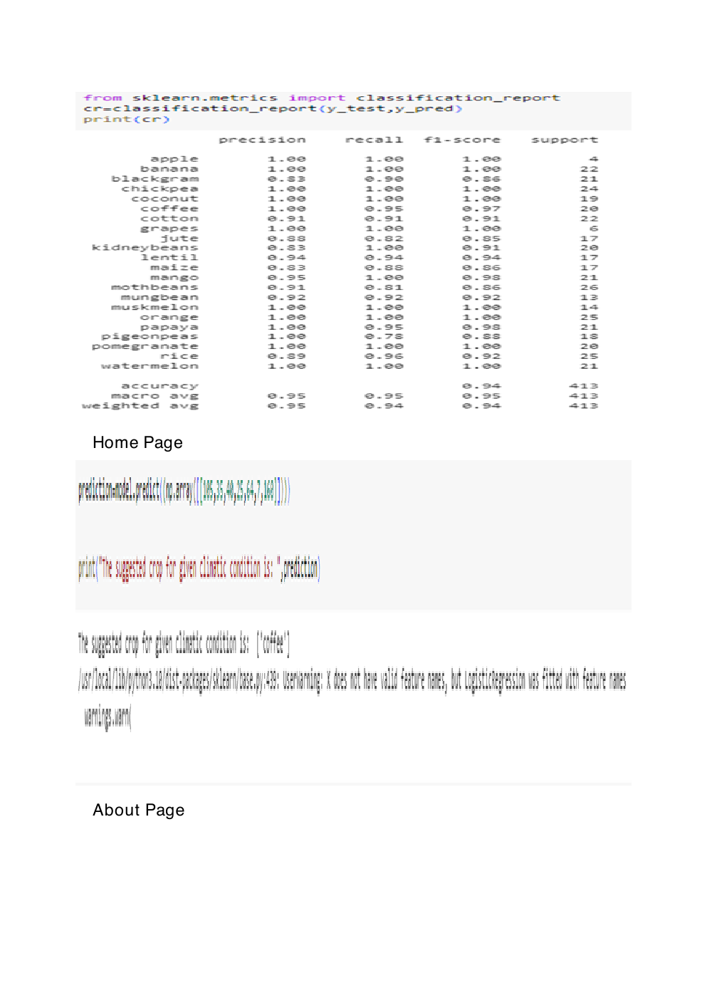 from sklearn.metrics import classification_report
cr=classification_report(y_test,y_pred)
print(cr)
precision recall f1-score support
apple 1.00 1.00 1.00 4
banana 1.00 1.00 1.00 22
blackgram 0.83 0.90 0.86 21
chickpea 1.00 1.00 1.00 24
coconut 1.00 1.00 1.00 19
coffee 1.00 0.95 0.97 20
cotton 0.91 0.91 0.91 22
grapes 1.00 1.00 1.00 6
jute 0.88 0.82 0.85 17
kidneybeans 0.83 1.00 0.91 20
lentil 0.94 0.94 0.94 17
maize 0.83 0.88 0.86 17
mango 0.95 1.00 0.98 21
mothbeans 0.91 0.81 0.86 26
mungbean 0.92 0.92 0.92 13
muskmelon 1.00 1.00 1.00 14
orange 1.00 1.00 1.00 25
papaya 1.00 0.95 0.98 21
pigeonpeas 1.00 0.78 0.88 18
pomegranate 1.00 1.00 1.00 20
rice 0.89 0.96 0.92 25
watermelon 1.00 1.00 1.00 21
accuracy 0.94 413
macro avg 0.95 0.95 0.95 413
weighted avg 0.95 0.94 0.94 413
Home Page
prediction=model.predict((np.array([[105,35,40,25,64,7,160]])))
print("The suggested crop for given climatic condition is: ",prediction)
The suggested crop for given climatic condition is:  ['coffee']
/usr/local/lib/python3.10/dist-packages/sklearn/base.py:439: UserWarning: X does not have valid feature names, but LogisticRegression was fitted with feature names
warnings.warn(
About Page